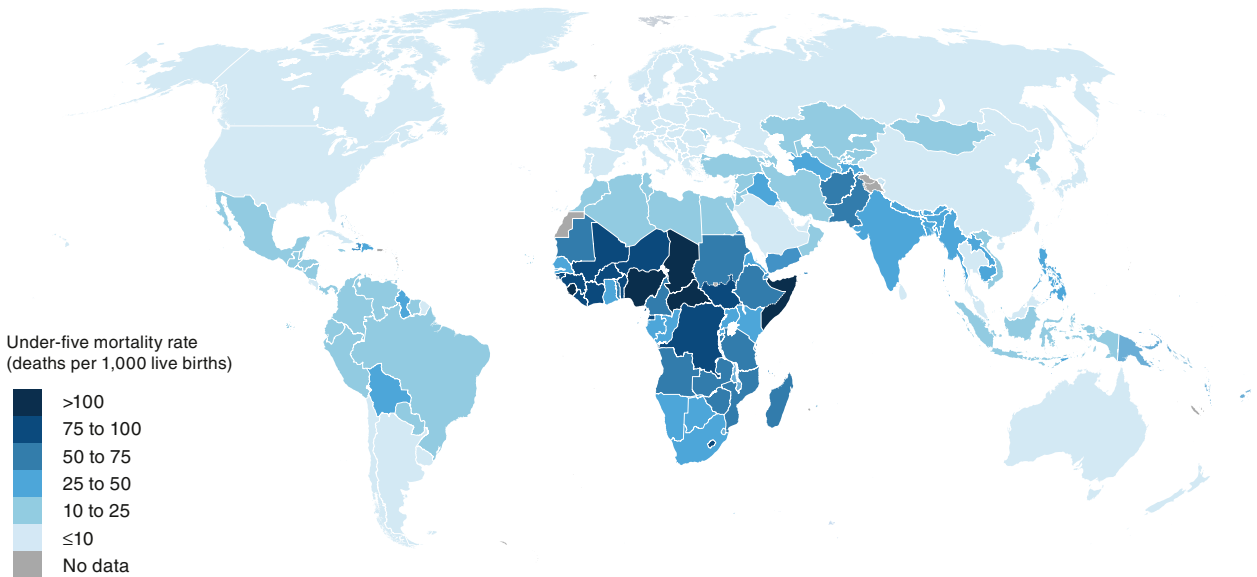 Under-five mortality rate
(deaths per 1,000 live births)
>100
75 to 100
50 to 75
25 to 50
10 to 25
≤10
No data